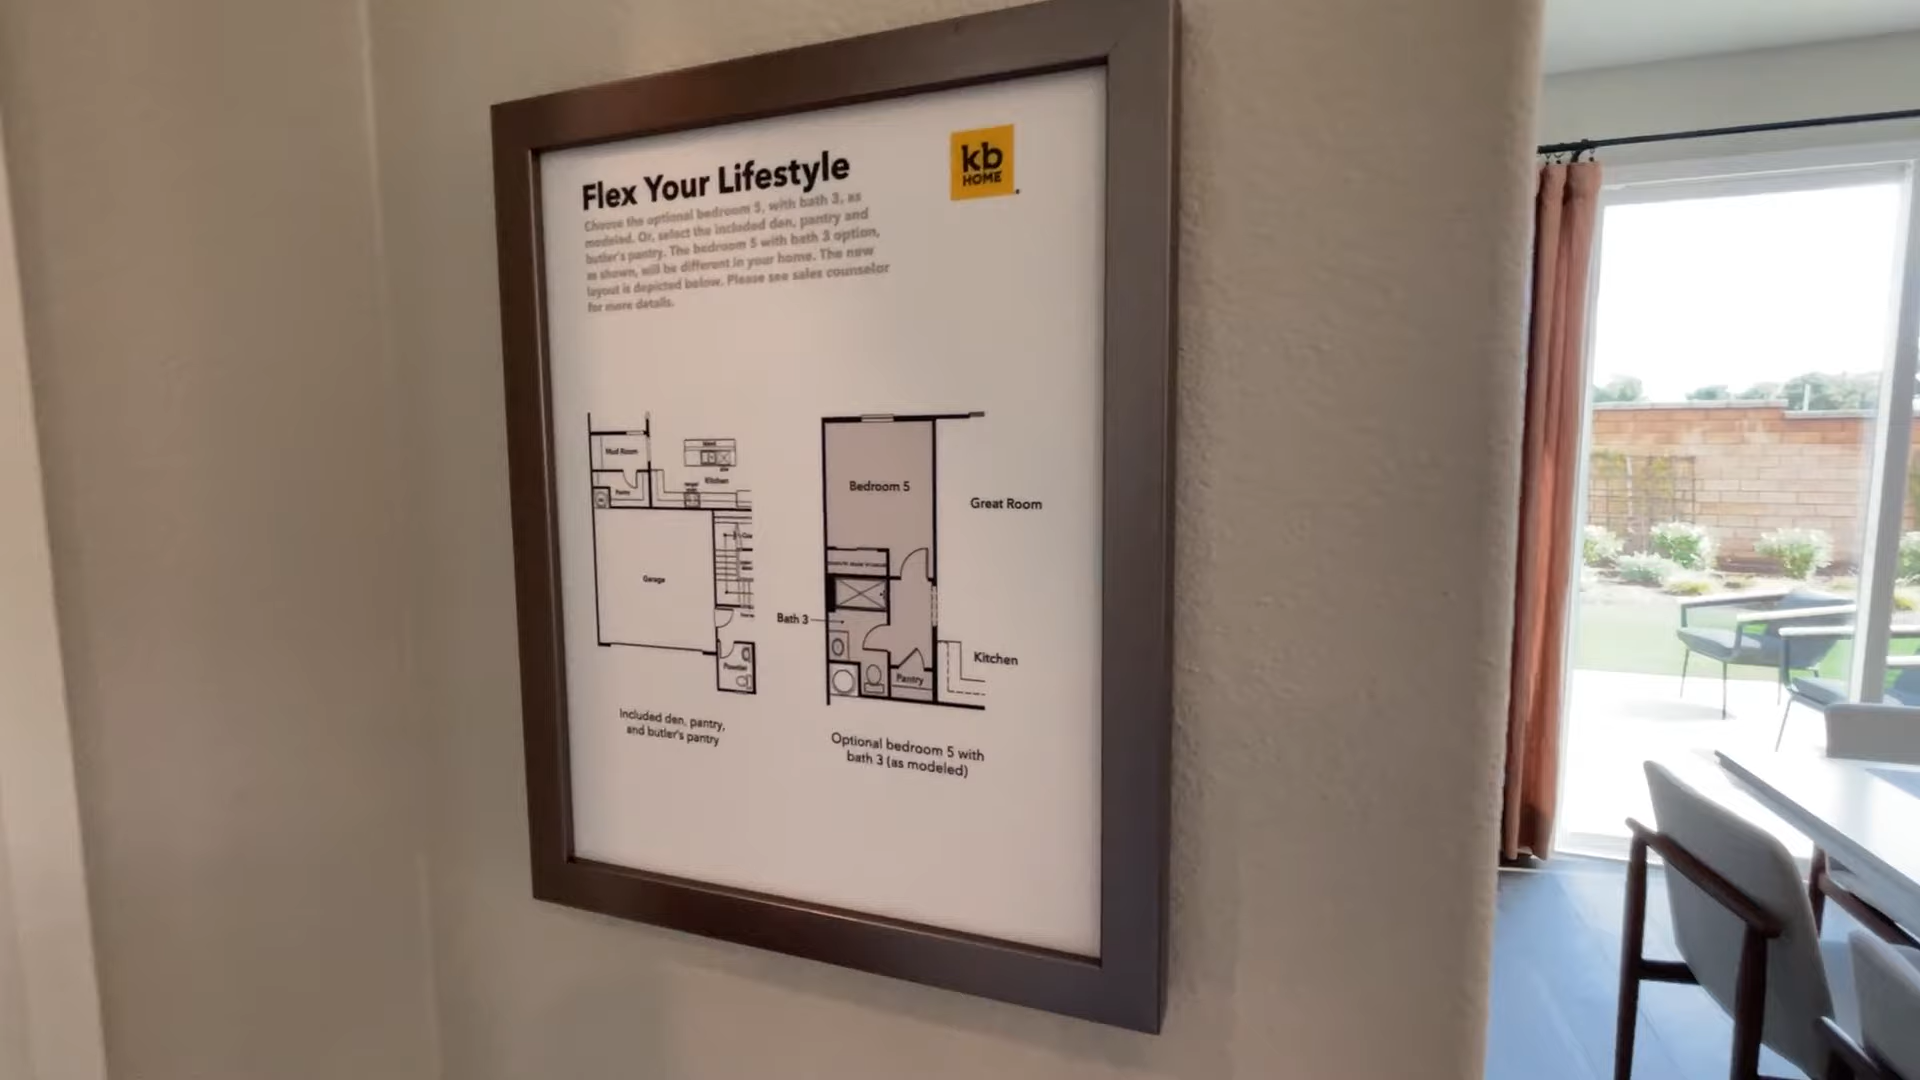 Flex Your Lifestyle
kb
HOME
Choose the optional bedroom 5, with bath 3, as
modeled. Or, select the included den, pantry and
butler's pantry. The bedroom 5 with bath 3 option,
as shown, will be different in your home. The new
layout is depicted below. Please see sales counselor
for more details.
Mud Room
Pantry
Kitchen
Garage
Powder
Included den, pantry,
and butler's pantry
Bedroom 5
Great Room
Bath 3
Kitchen
Pantry
Optional bedroom 5 with
bath 3 (as modeled)